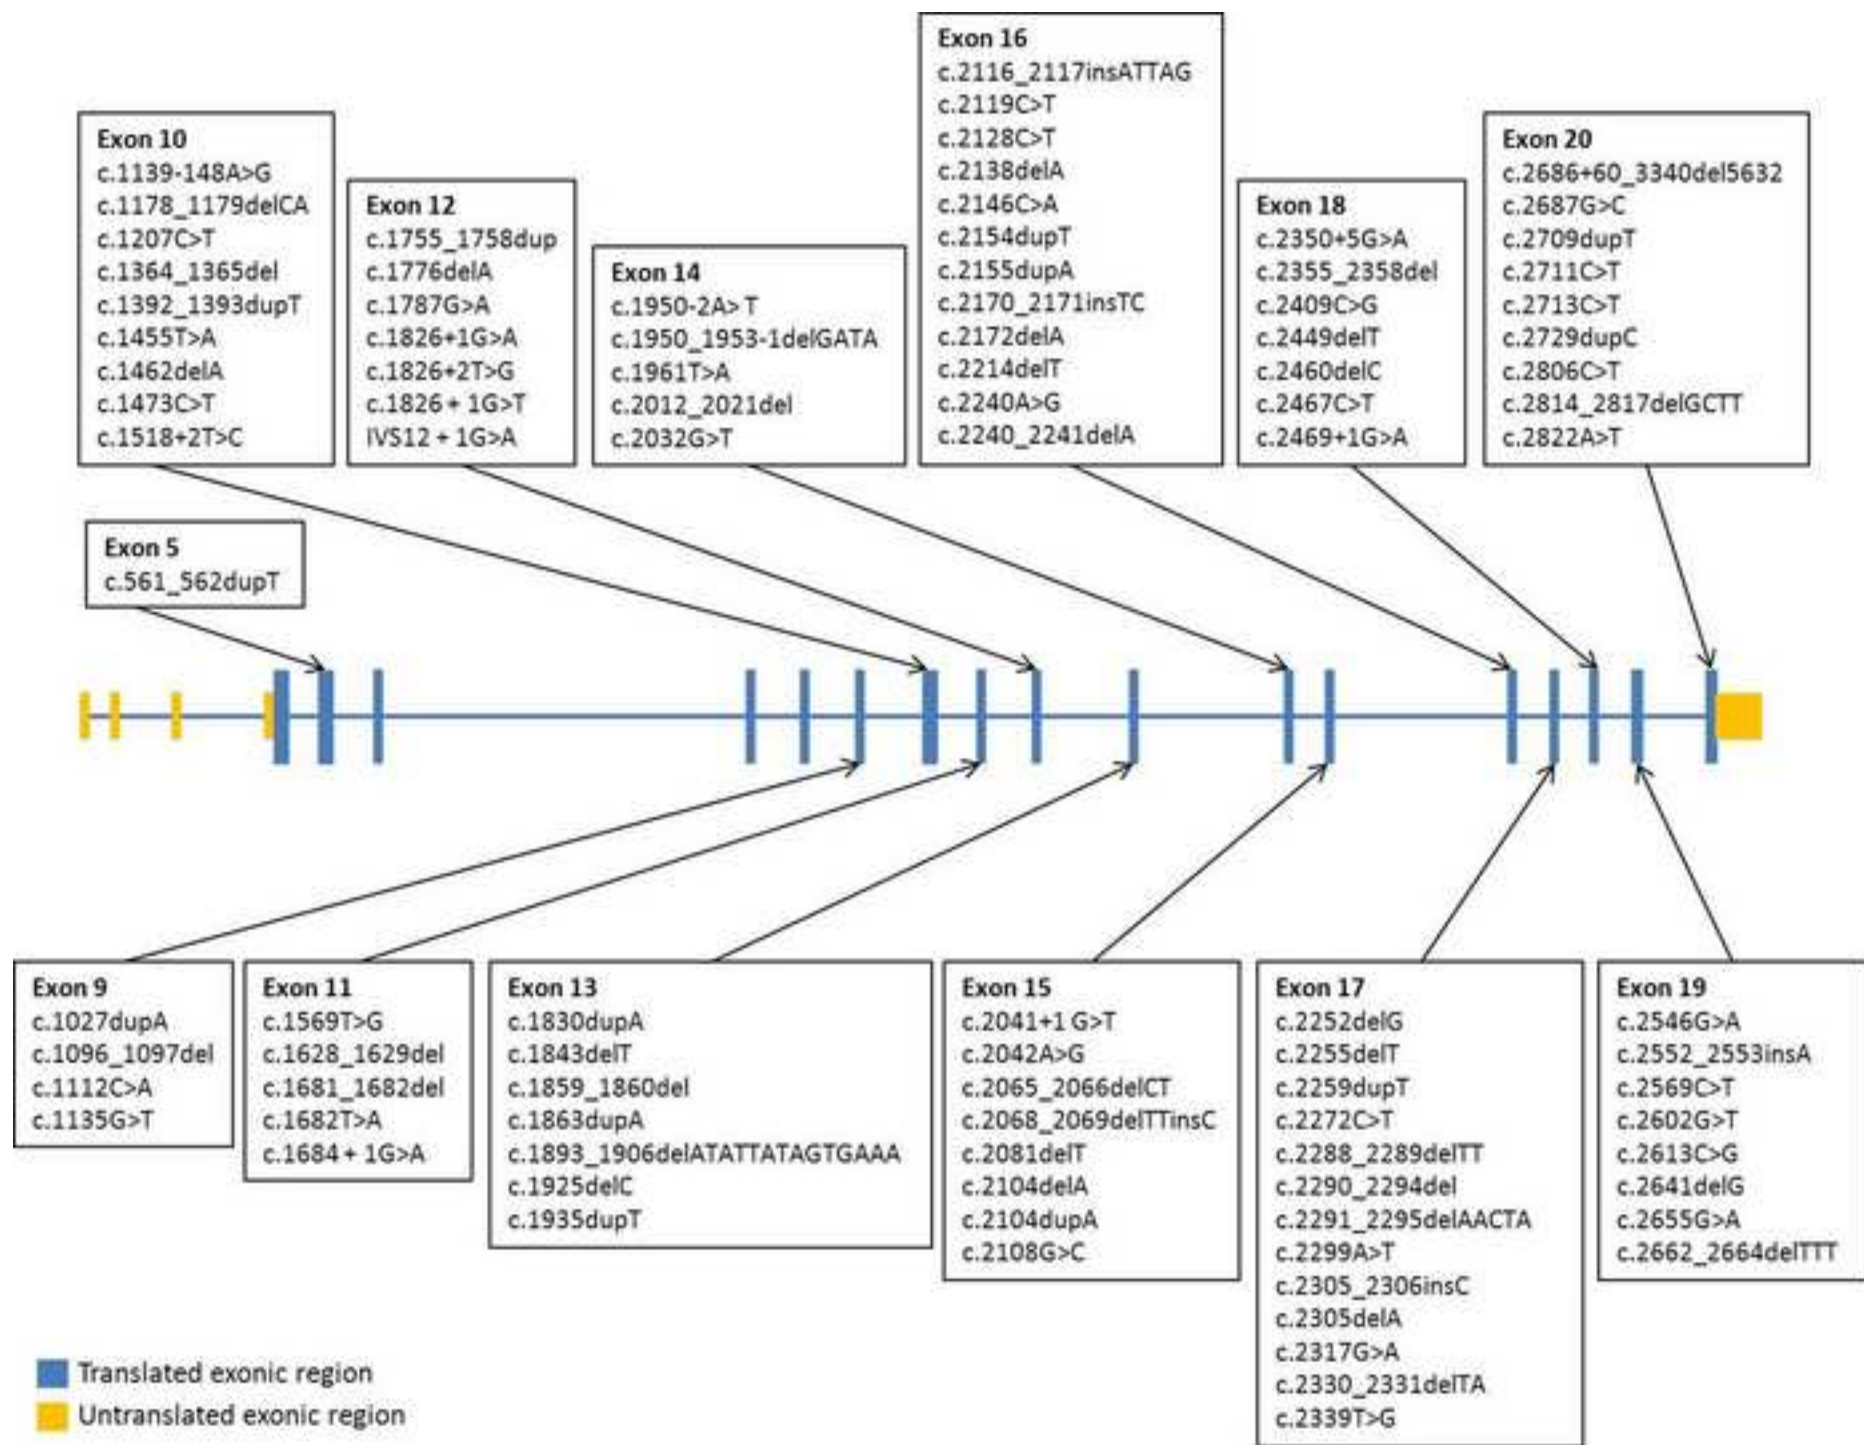 Exon 10
c.1139-148A>G
c.1178_1179delCA
c.1207C>T
c.1364_1365del
c.1392_1393dupT
c.1455T>A
c.1462delA
c.1473C>T
c.1518+2T>C
Exon 12
c.1755_1758dup
c.1776delA
c.1787G>A
c.1826+1G>A
c.1826+2T>G
c.1826 + 1G>T
IVS12 + 1G>A
Exon 14
c.1950-2A> T
c.1950_1953-1delGATA
c.1961T>A
c.2012_2021del
c.2032G>T
Exon 16
c.2116_2117insATTAG
c.2119C>T
c.2128C>T
c.2138delA
c.2146C>A
c.2154dupT
c.2155dupA
c.2170_2171insTC
c.2172delA
c.2214delT
c.2240A>G
c.2240_2241delA
Exon 18
c.2350+5G>A
c.2355_2358del
c.2409C>G
c.2449delT
c.2460delC
c.2467C>T
c.2469+1G>A
Exon 20
c.2686+60_3340del5632
c.2687G>C
c.2709dupT
c.2711C>T
c.2713C>T
c.2729dupC
c.2806C>T
c.2814_2817delGCTT
c.2822A>T
Exon 5
c.561_562dupT
Exon 9
c.1027dupA
c.1096_1097del
c.1112C>A
c.1135G>T
Exon 11
c.1569T>G
c.1628_1629del
c.1681_1682del
c.1682T>A
c.1684 + 1G>A
Exon 13
c.1830dupA
c.1843delT
c.1859_1860del
c.1863dupA
c.1893_1906delATATTATAGTGAAA
c.1925delC
c.1935dupT
Exon 15
c.2041+1 G>T
c.2042A>G
c.2065_2066delCT
c.2068_2069delTTinsC
c.2081delT
c.2104delA
c.2104dupA
c.2108G>C
Exon 17
c.2252delG
c.2255delT
c.2259dupT
c.2272C>T
c.2288_2289delTT
c.2290_2294del
c.2291_2295delAACTA
c.2299A>T
c.2305_2306insC
c.2305delA
c.2317G>A
c.2330_2331delTA
c.2339T>G
Exon 19
c.2546G>A
c.2552_2553insA
c.2569C>T
c.2602G>T
c.2613C>G
c.2641delG
c.2655G>A
c.2662_2664delTTT
Translated exonic region
Untranslated exonic region